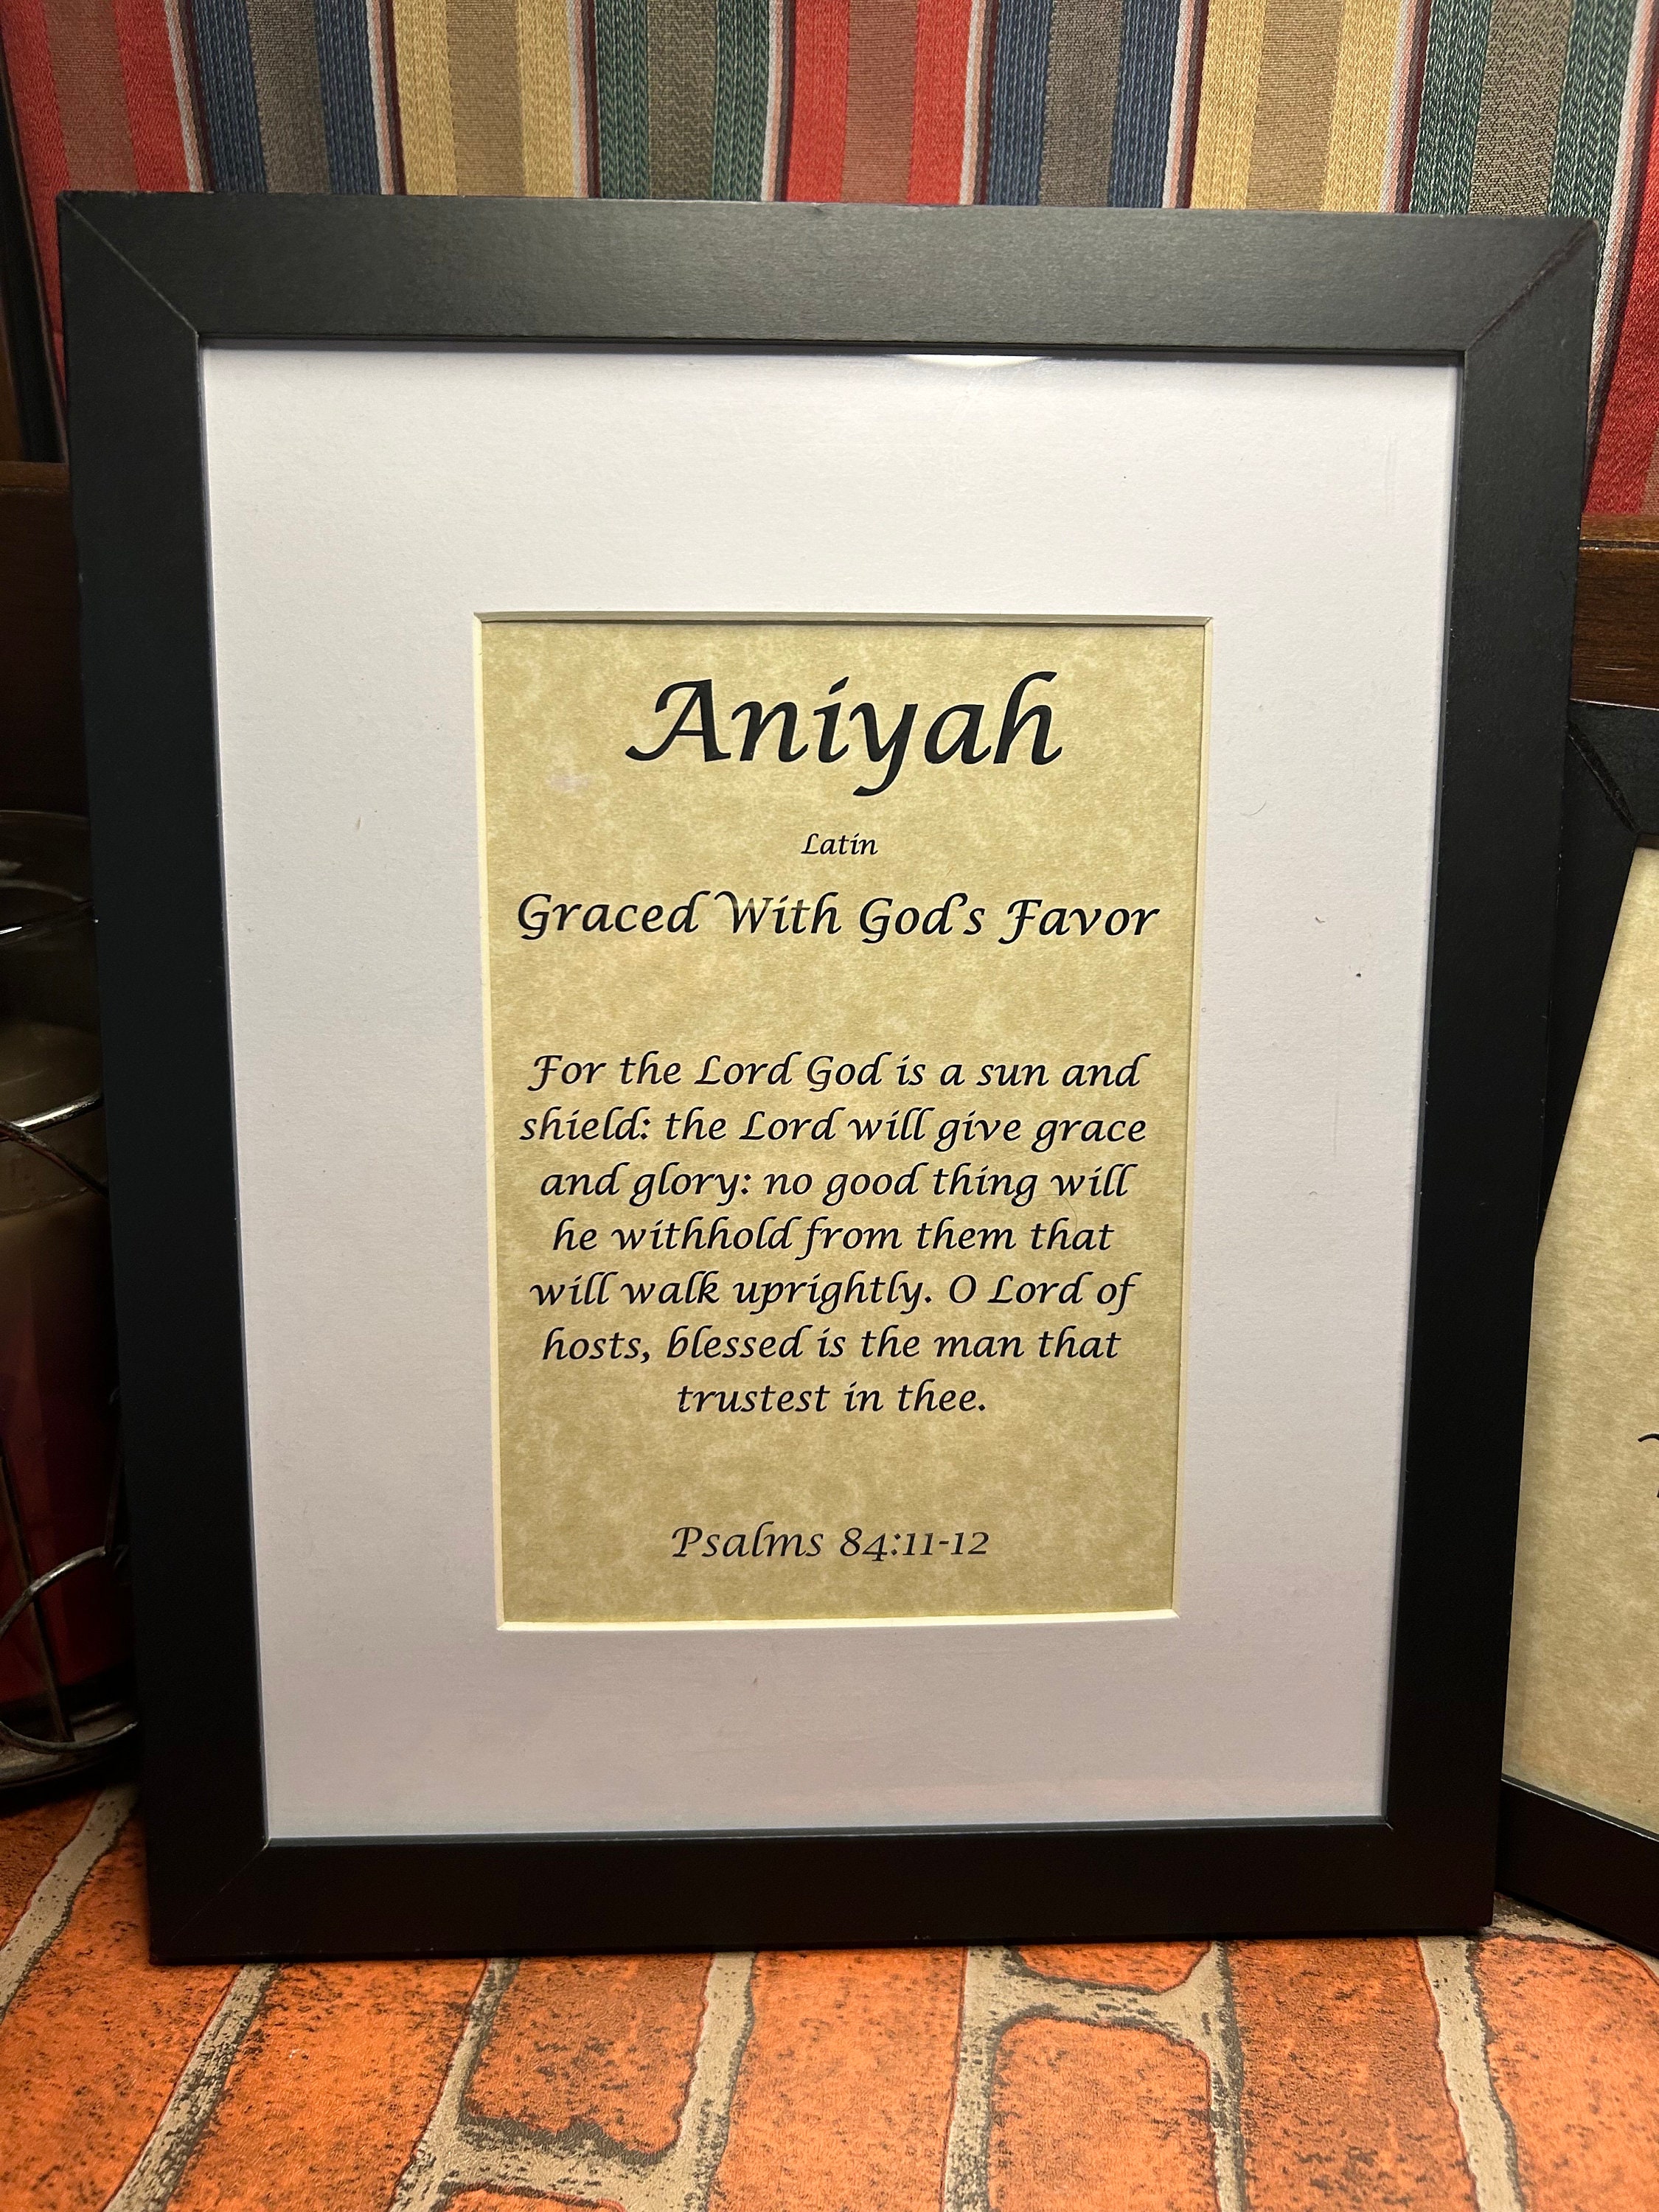 Aniyah
Latin
Graced With God's Favor
For the Lord God is a sun and
shield: the Lord will give grace
and glory: no good thing will
he withhold from them that
will walk uprightly. O Lord of
hosts, blessed is the man that
trustest in thee.
Psalms 84:11-12